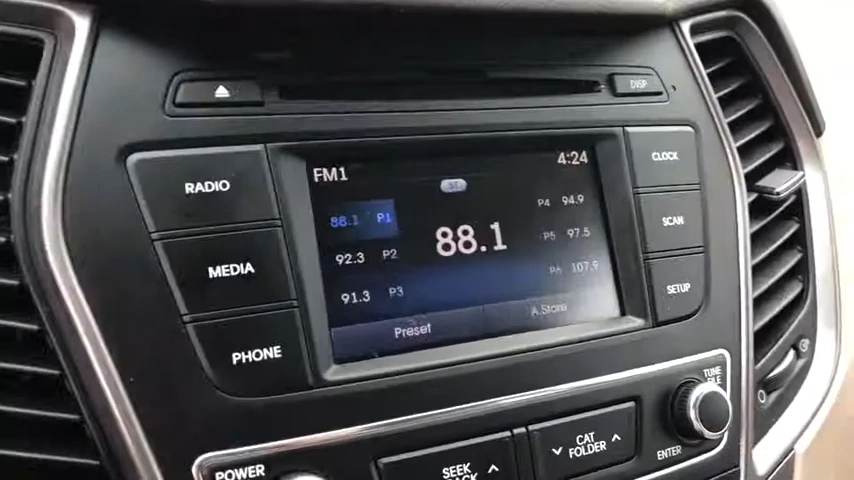 DISP
RADIO
MEDIA
PHONE
FM1
ST
4:24
88.1 P1
92.3 P2
91.3 P3
88.1
P4 94.9
P5 97.5
P6 107.9
Preset
A.Store
CLOCK
SCAN
SETUP
TUNE
FILE
ENTER
POWER
SEEK
CAT
FOLDER